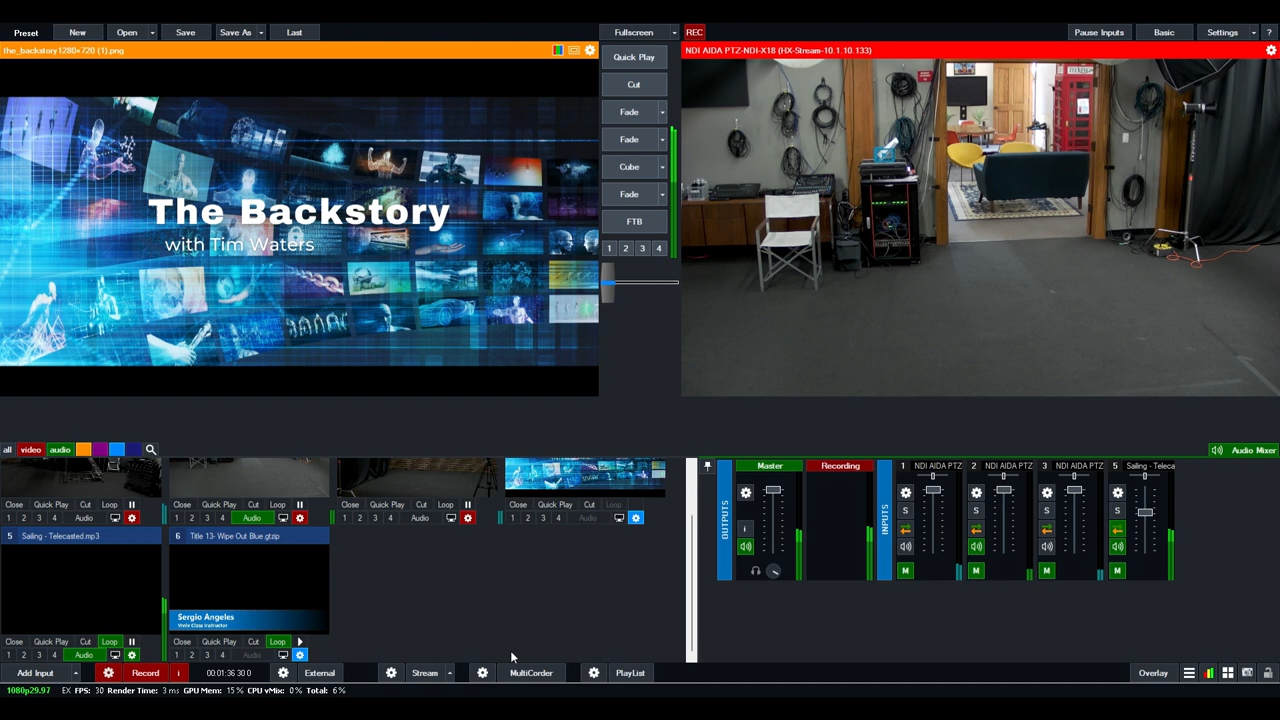 Preset New Open Save Save As Last Fullscreen REC Pause Inputs Basic Settings ?
the_backstory1280×720 (1).png
NDI AIDA PTZ-NDI-X18 (HX-Stream-10.1.10.133)
Quick Play
Cut
Fade
Fade
Cube
Fade
FTB
1 2 3 4
The Backstory
with Tim Waters
all video audio
Audio Mixer
Master Recording 1 NDI AIDA PTZ 2 NDI AIDA PTZ 3 NDI AIDA PTZ 5 Sailing - Teleca
OUTPUTS
INPUTS
S S S S
i
M M M M
Close Quick Play Cut Loop Close Quick Play Cut Loop Close Quick Play Cut Loop Close Quick Play Cut Loop
1 2 3 4 Audio 1 2 3 4 Audio 1 2 3 4 Audio 1 2 3 4 Audio
5 Sailing - Telecasted.mp3
6 Title 13- Wipe Out Blue.gtzip
Sergio Angeles
vMix Class Instructor
Close Quick Play Cut Loop Close Quick Play Cut Loop
1 2 3 4 Audio 1 2 3 4 Audio
Add Input Record i 00:01:36 30 0 External Stream MultiCorder PlayList Overlay
1080p29.97 EX FPS: 30 Render Time: 3 ms GPU Mem: 15 % CPU vMix: 0 % Total: 6 %